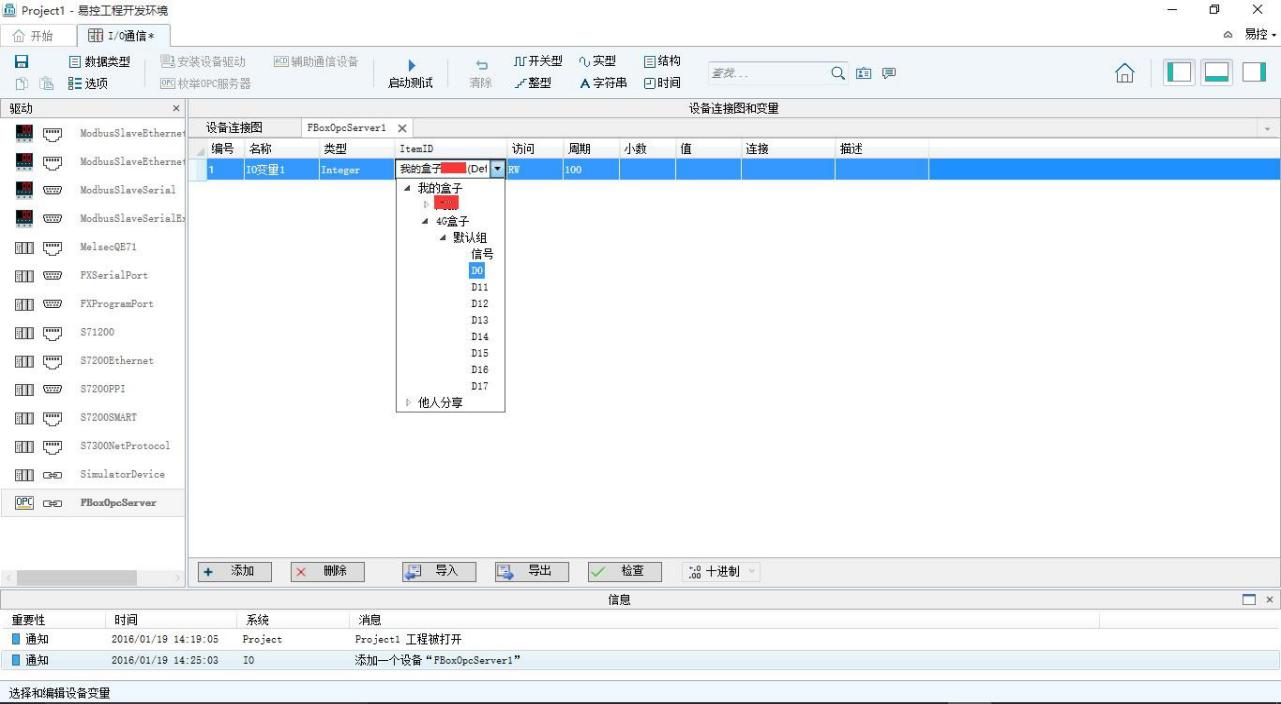 Project1 - 易控工程开发环境
开始 I/O通信*
易控
数据类型 安装设备驱动 辅助通信设备 启动测试 清除 开关型 实型 结构 查找...
选项 枚举OPC服务器 整型 A 字符串 时间
驱动 × 设备连接图和变量
设备连接图 FBoxOpcServer1
编号 名称 类型 ItemID 访问 周期 小数 值 连接 描述
1 IO变量1 Integer 我的盒子 (Def RW 100
我的盒子
4G盒子
默认组
信号
D0
D11
D12
D13
D14
D15
D16
D17
他人分享
ModbusSlaveEthernet
ModbusSlaveEthernet
ModbusSlaveSerial
ModbusSlaveSerialEx
MelsecQE71
FXSerialPort
FXProgramPort
S71200
S7200Ethernet
S7200PPI
S7200SMART
S7300NetProtocol
SimulatorDevice
OPC FBoxOpcServer
添加 删除 导入 导出 检查 十进制
信息
重要性 时间 系统 消息
通知 2016/01/19 14:19:05 Project Project1 工程被打开
通知 2016/01/19 14:25:03 IO 添加一个设备“FBoxOpcServer1”
选择和编辑设备变量